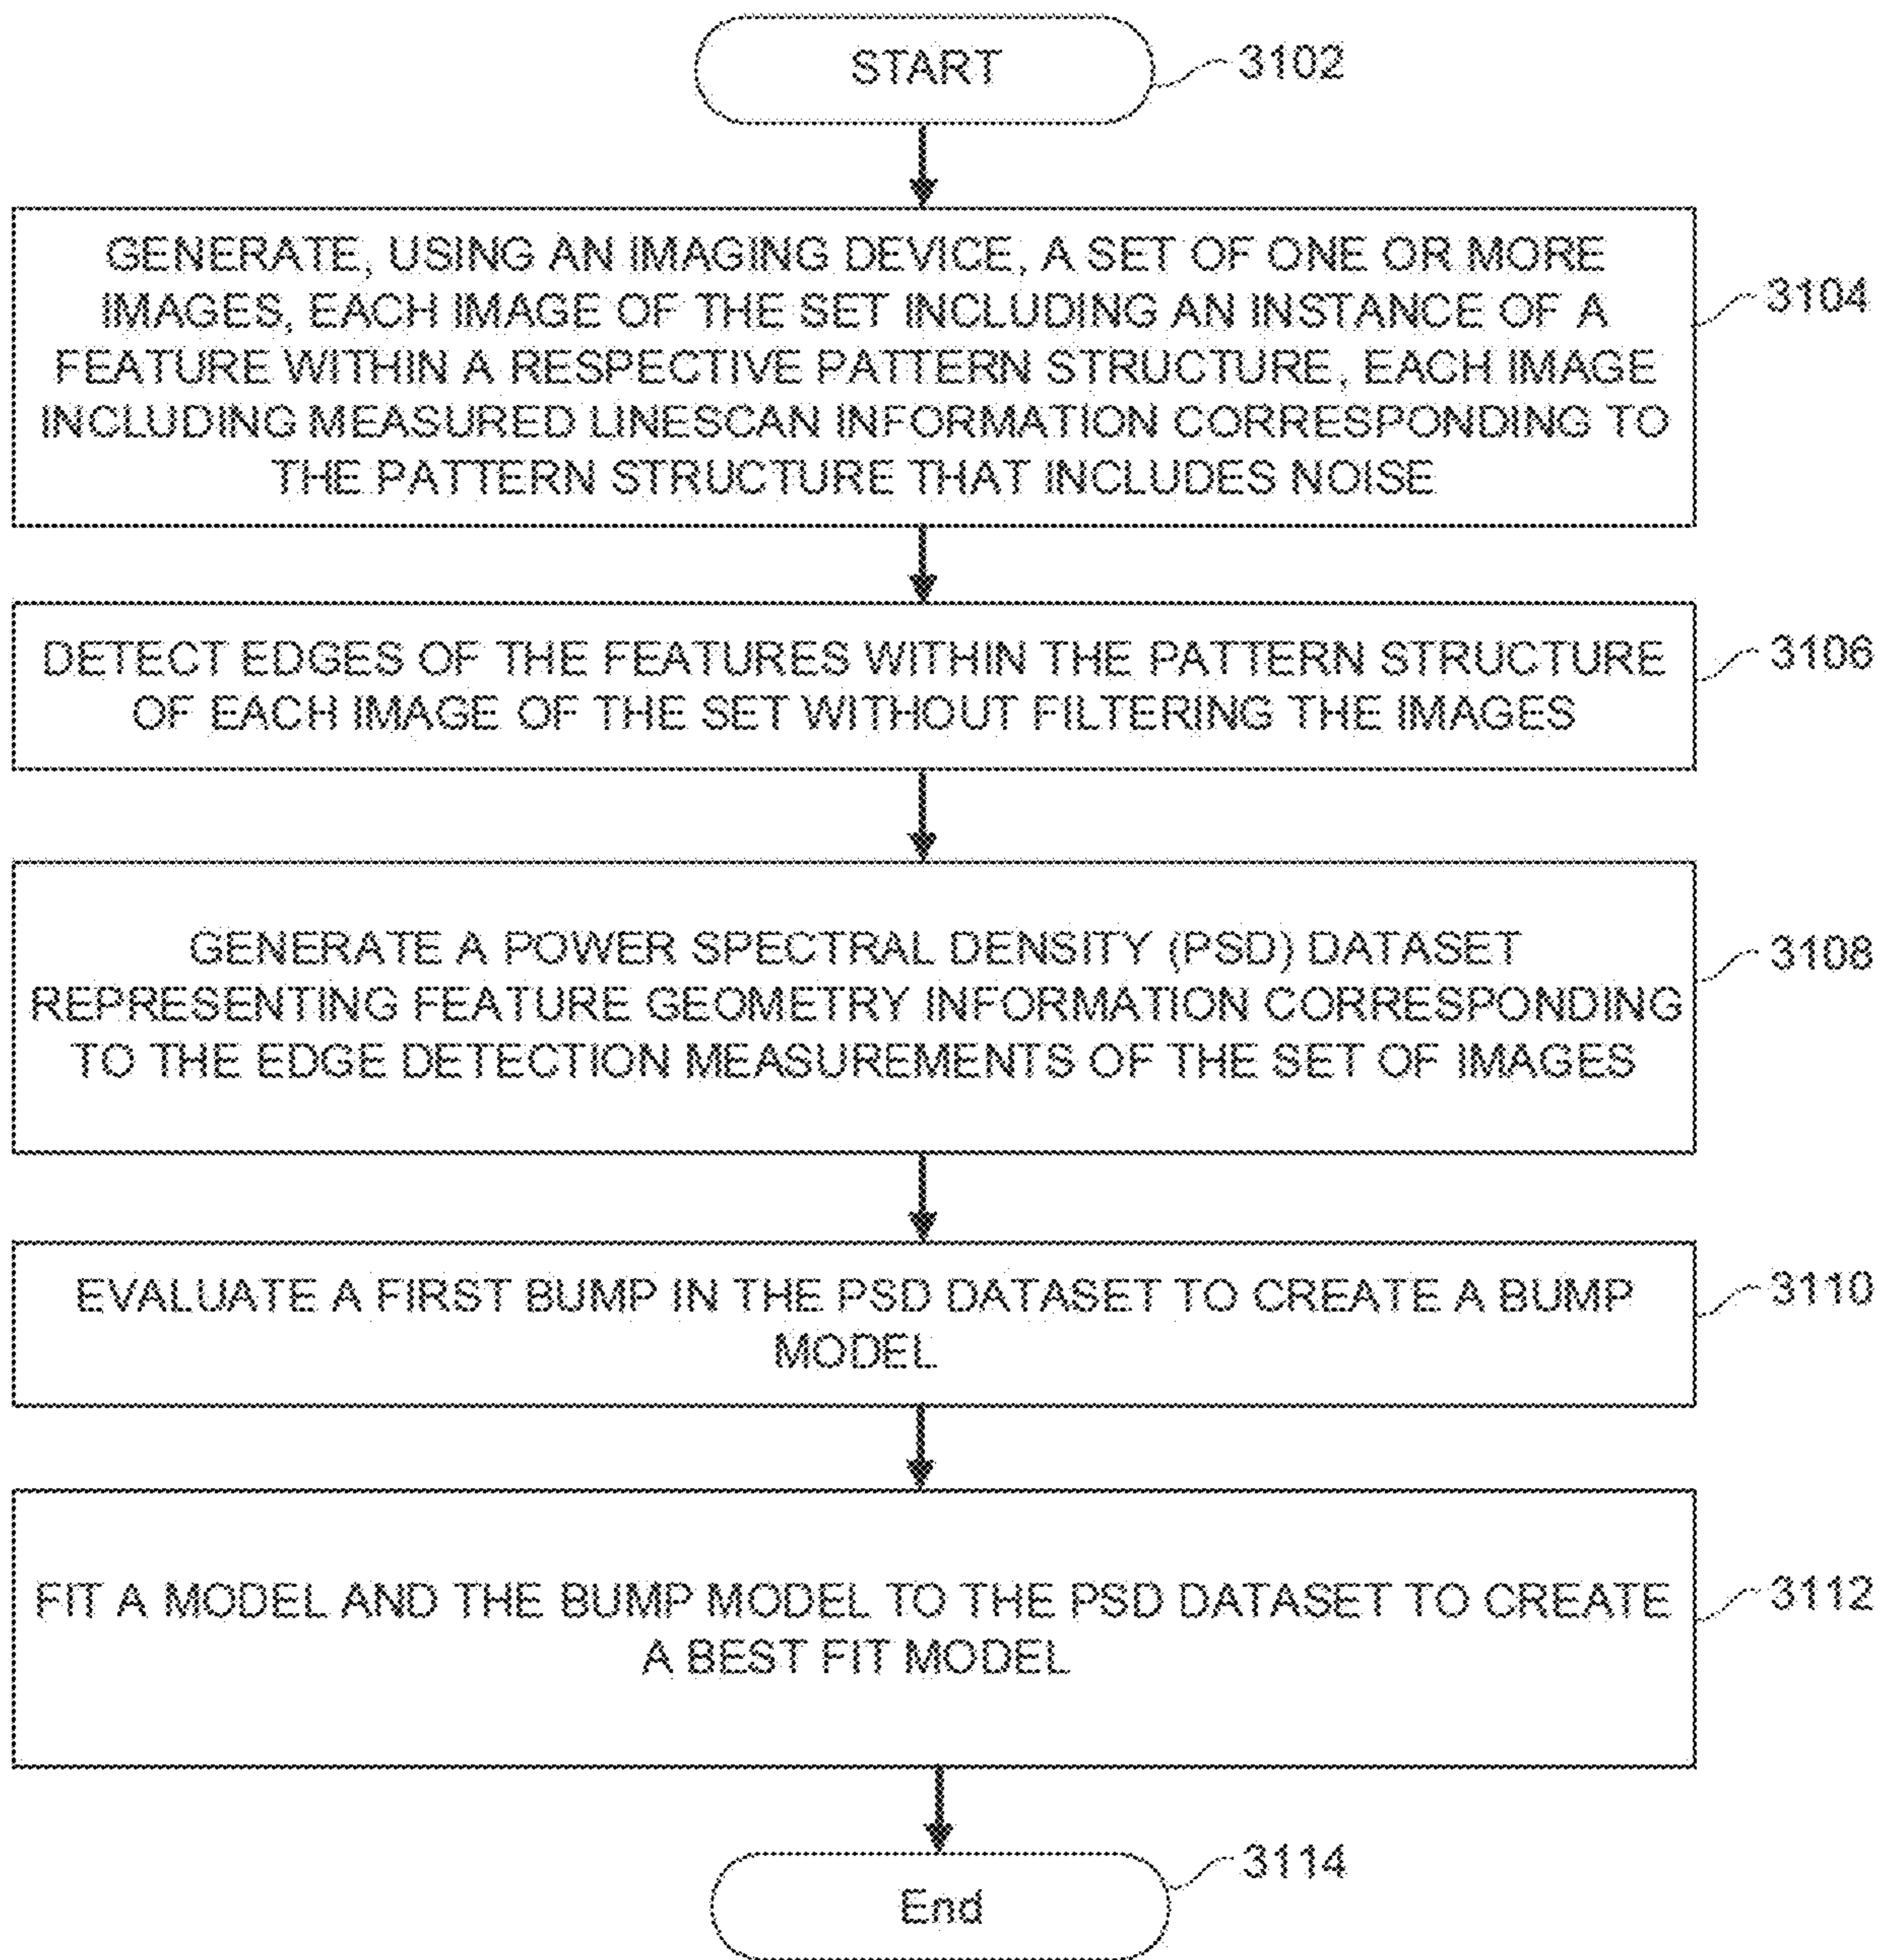 START
3102
GENERATE, USING AN IMAGING DEVICE, A SET OF ONE OR MORE
IMAGES, EACH IMAGE OF THE SET INCLUDING AN INSTANCE OF A
FEATURE WITHIN A RESPECTIVE PATTERN STRUCTURE, EACH IMAGE
INCLUDING MEASURED LINESCAN INFORMATION CORRESPONDING TO
THE PATTERN STRUCTURE THAT INCLUDES NOISE
3104
DETECT EDGES OF THE FEATURES WITHIN THE PATTERN STRUCTURE
OF EACH IMAGE OF THE SET WITHOUT FILTERING THE IMAGES
3106
GENERATE A POWER SPECTRAL DENSITY (PSD) DATASET
REPRESENTING FEATURE GEOMETRY INFORMATION CORRESPONDING
TO THE EDGE DETECTION MEASUREMENTS OF THE SET OF IMAGES
3108
EVALUATE A FIRST BUMP IN THE PSD DATASET TO CREATE A BUMP
MODEL
3110
FIT A MODEL AND THE BUMP MODEL TO THE PSD DATASET TO CREATE
A BEST FIT MODEL
3112
End
3114